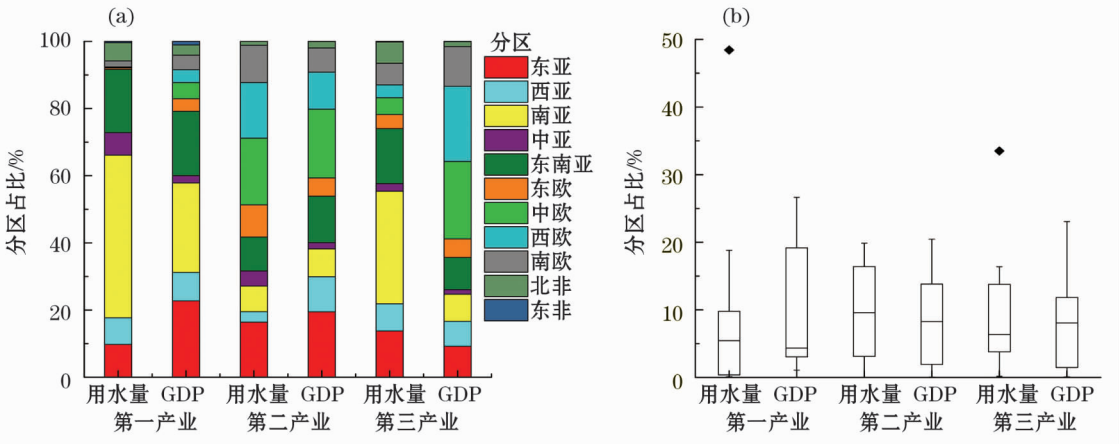 (a)
100
80
60
40
20
0
分区占比/%
用水量 GDP 用水量 GDP 用水量 GDP
第一产业 第二产业 第三产业
分区
东亚
西亚
南亚
中亚
东南亚
东欧
中欧
西欧
南欧
北非
东非
(b)
50
40
30
20
10
0
分区占比/%
用水量 GDP 用水量 GDP 用水量 GDP
第一产业 第二产业 第三产业